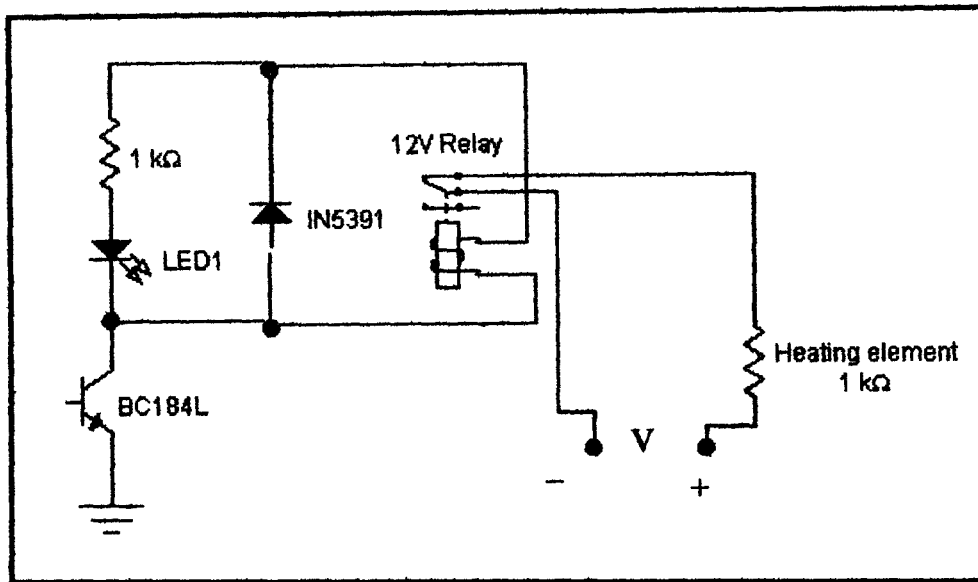 12V Relay
1 kΩ
IN5391
LED1
BC184L
Heating element
1 kΩ
V
− +